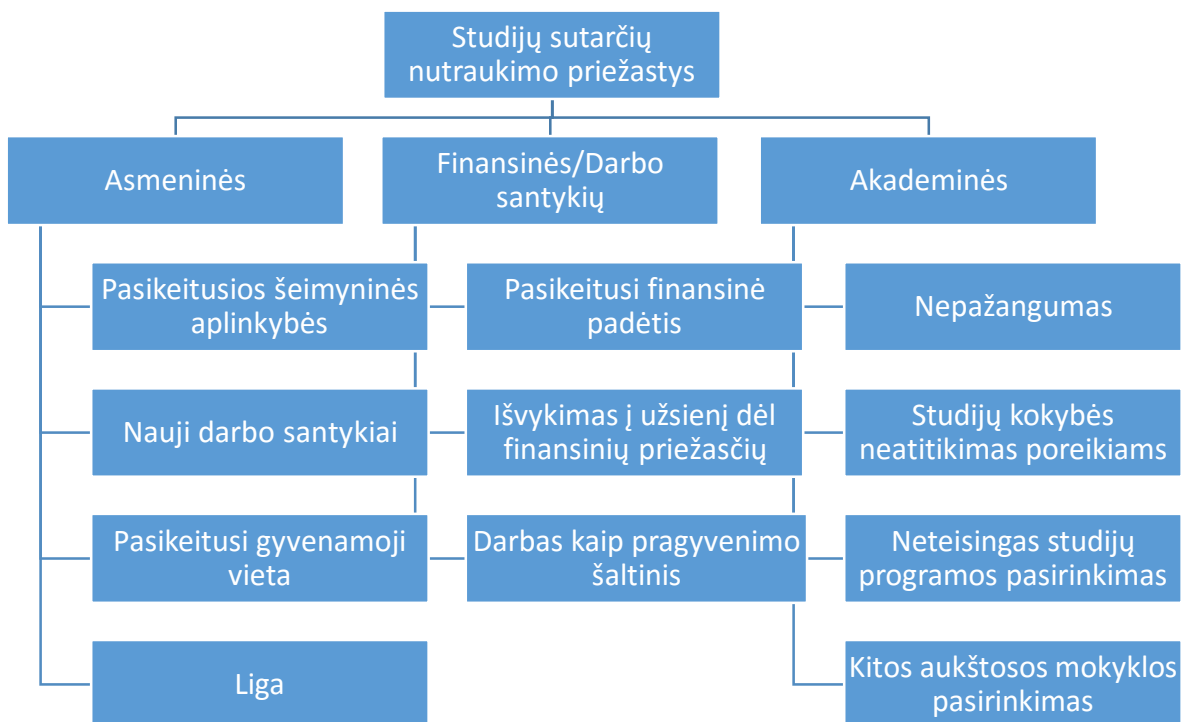 Studijų sutarčių
nutraukimo priežastys
Asmeninės
Finansinės/Darbo
santykių
Akademinės
Pasikeitusios šeimyninės
aplinkybės
Nauji darbo santykiai
Pasikeitusi gyvenamoji
vieta
Liga
Pasikeitusi finansinė
padėtis
Išvykimas į užsienį dėl
finansinių priežasčių
Darbas kaip pragyvenimo
šaltinis
Nepažangumas
Studijų kokybės
neatitikimas poreikiams
Neteisingas studijų
programos pasirinkimas
Kitos aukštosos mokyklos
pasirinkimas